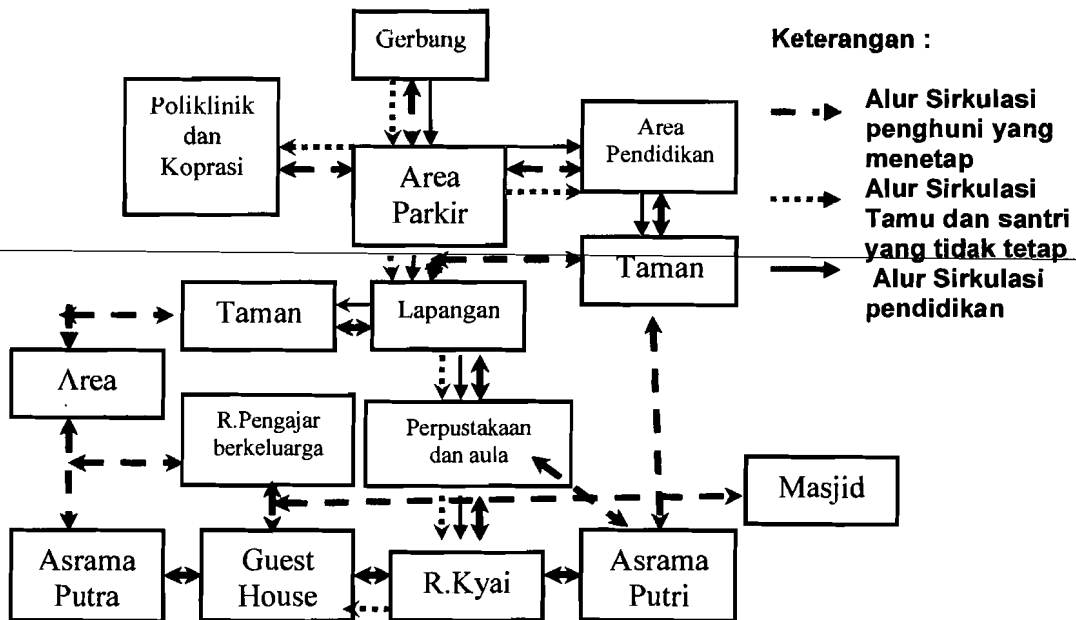 Gerbang
Keterangan :
Poliklinik
dan
Koprasi
Area
Parkir
Area
Pendidikan
Alur Sirkulasi
penghuni yang
menetap
Alur Sirkulasi
Tamu dan santri
yang tidak tetap
Alur Sirkulasi
pendidikan
Taman
Lapangan
Taman
Area
R.Pengajar
berkeluarga
Perpustakaan
dan aula
Masjid
Asrama
Putra
Guest
House
R.Kyai
Asrama
Putri